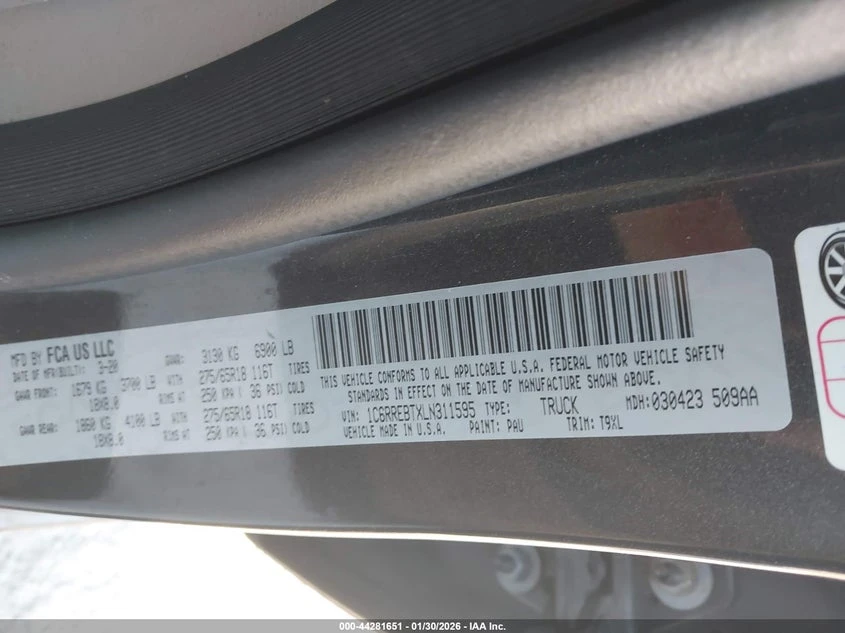 MFD BY FCA US LLC
DATE OF MFR(BUILT): 3-20
GAWR: 3130 KG 6900 LB
GAWR FRONT: 1679 KG 3700 LB WITH 275/65R18 116T TIRES
18X8.0 RIMS AT 250 KPA ( 36 PSI) COLD
GAWR REAR: 1860 KG 4100 LB WITH 275/65R18 116T TIRES
18X8.0 RIMS AT 250 KPA ( 36 PSI) COLD
THIS VEHICLE CONFORMS TO ALL APPLICABLE U.S.A. FEDERAL MOTOR VEHICLE SAFETY
STANDARDS IN EFFECT ON THE DATE OF MANUFACTURE SHOWN ABOVE.
VIN: 1C6RREBTXLN311595 TYPE: TRUCK MDH:030423 509AA
VEHICLE MADE IN U.S.A. PAINT: PAU TRIM: T9XL
000-44281651 - 01/30/2026 - IAA Inc.